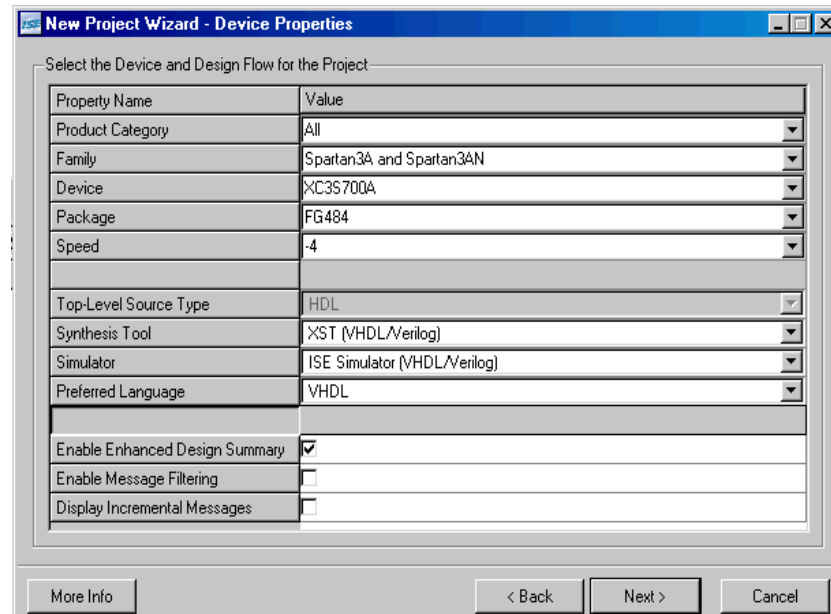 ISE New Project Wizard - Device Properties
Select the Device and Design Flow for the Project
Property Name Value
Product Category All
Family Spartan3A and Spartan3AN
Device XC3S700A
Package FG484
Speed -4
Top-Level Source Type HDL
Synthesis Tool XST (VHDL/Verilog)
Simulator ISE Simulator (VHDL/Verilog)
Preferred Language VHDL
Enable Enhanced Design Summary
Enable Message Filtering
Display Incremental Messages
More Info < Back Next > Cancel